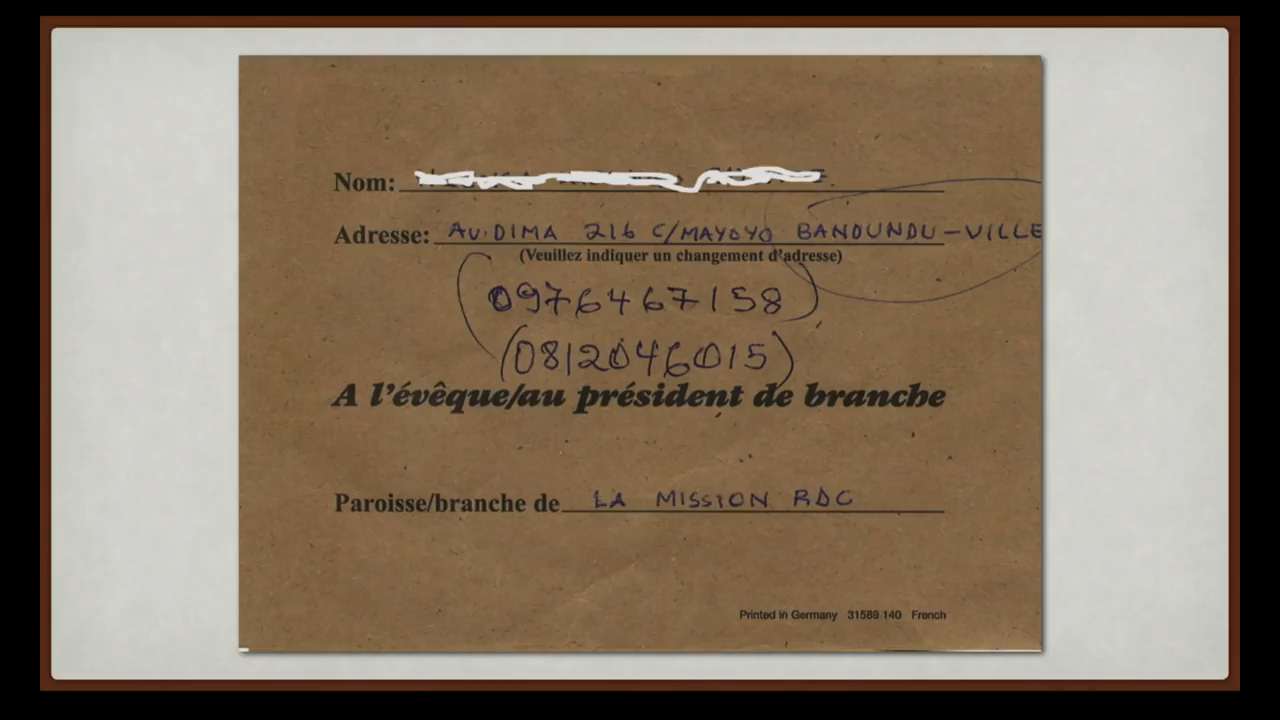 Nom:
Adresse: AV. DIMA 216 C/MAYOYO BANDUNDU-VILLE
(Veuillez indiquer un changement d'adresse)
(0976467158)
(0812046015)
A l'évêque/au président de branche
Paroisse/branche de LA MISSION RDC
Printed in Germany 31589 140 French